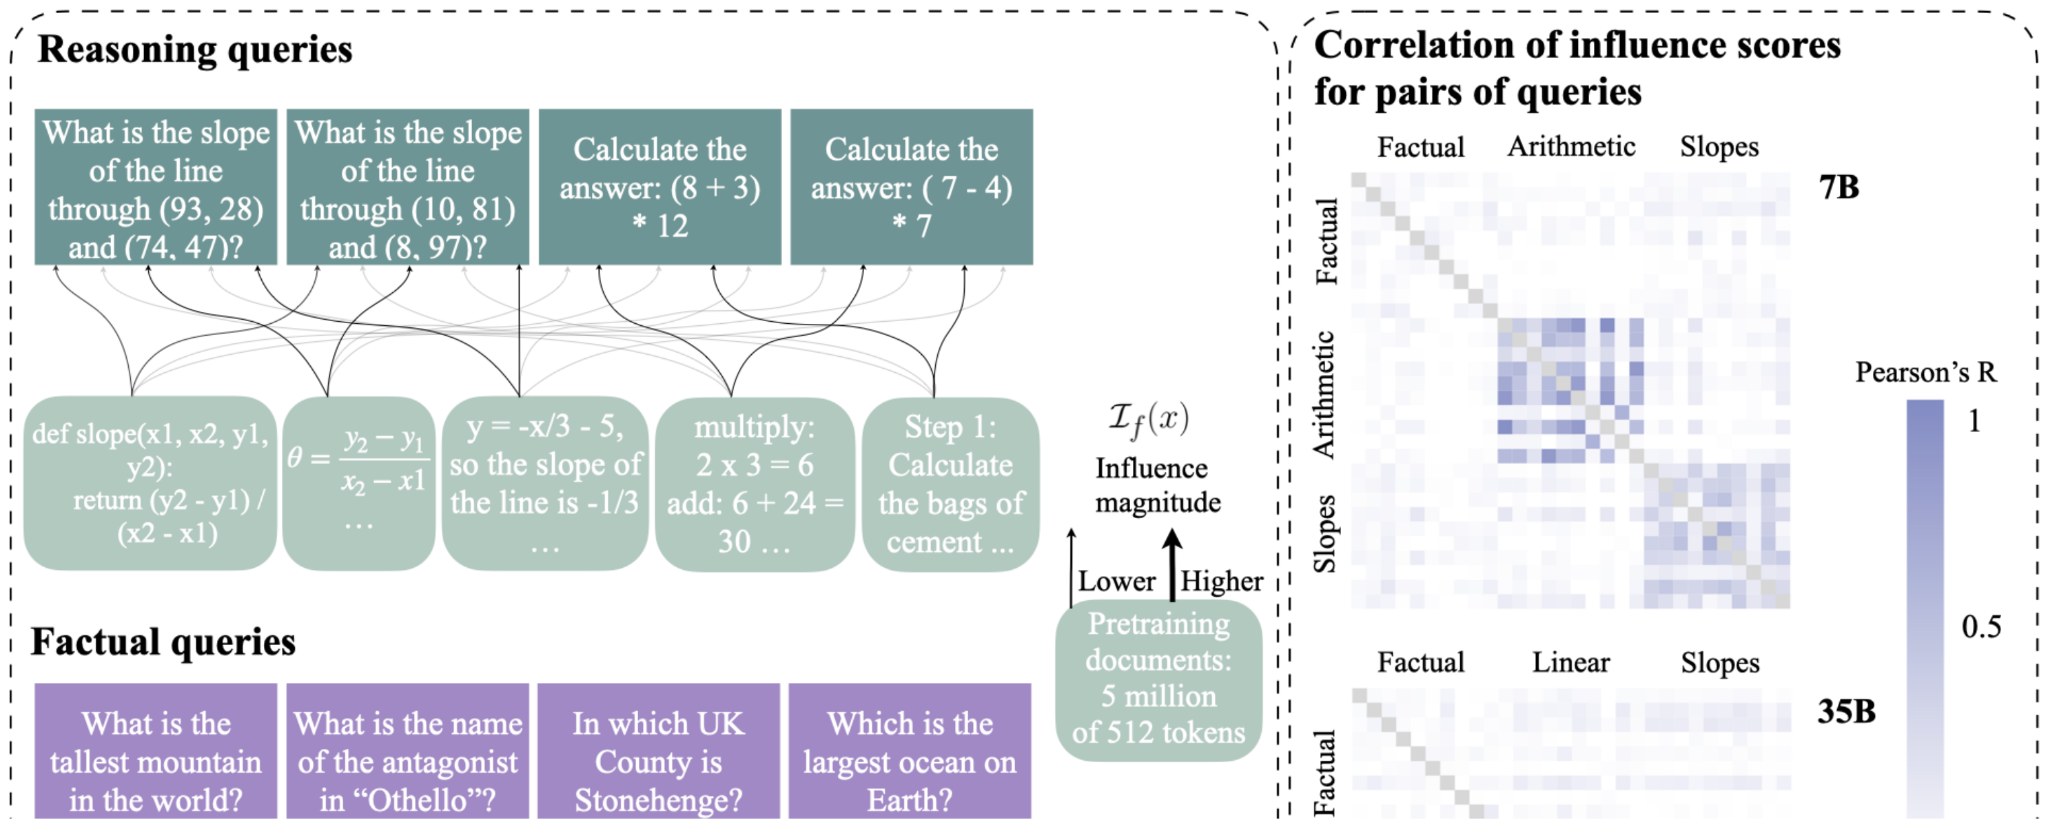 Reasoning queries
What is the slope
of the line
through (93, 28)
and (74, 47)?
What is the slope
of the line
through (10, 81)
and (8, 97)?
Calculate the
answer: (8 + 3)
* 12
Calculate the
answer: ( 7 - 4)
* 7
def slope(x1, x2, y1,
y2):
return (y2 - y1) /
(x2 - x1)
θ = y₂ − y₁
x₂ − x1
…
y = -x/3 - 5,
so the slope of
the line is -1/3
…
multiply:
2 x 3 = 6
add: 6 + 24 =
30 …
Step 1:
Calculate
the bags of
cement ...
ℐf(x)
Influence
magnitude
Lower
Higher
Pretraining
documents:
5 million
of 512 tokens
Factual queries
What is the
tallest mountain
in the world?
What is the name
of the antagonist
in “Othello”?
In which UK
County is
Stonehenge?
Which is the
largest ocean on
Earth?
Correlation of influence scores
for pairs of queries
Factual Arithmetic Slopes
7B
Factual
Arithmetic
Slopes
Pearson’s R
1
0.5
Factual Linear Slopes
35B
Factual